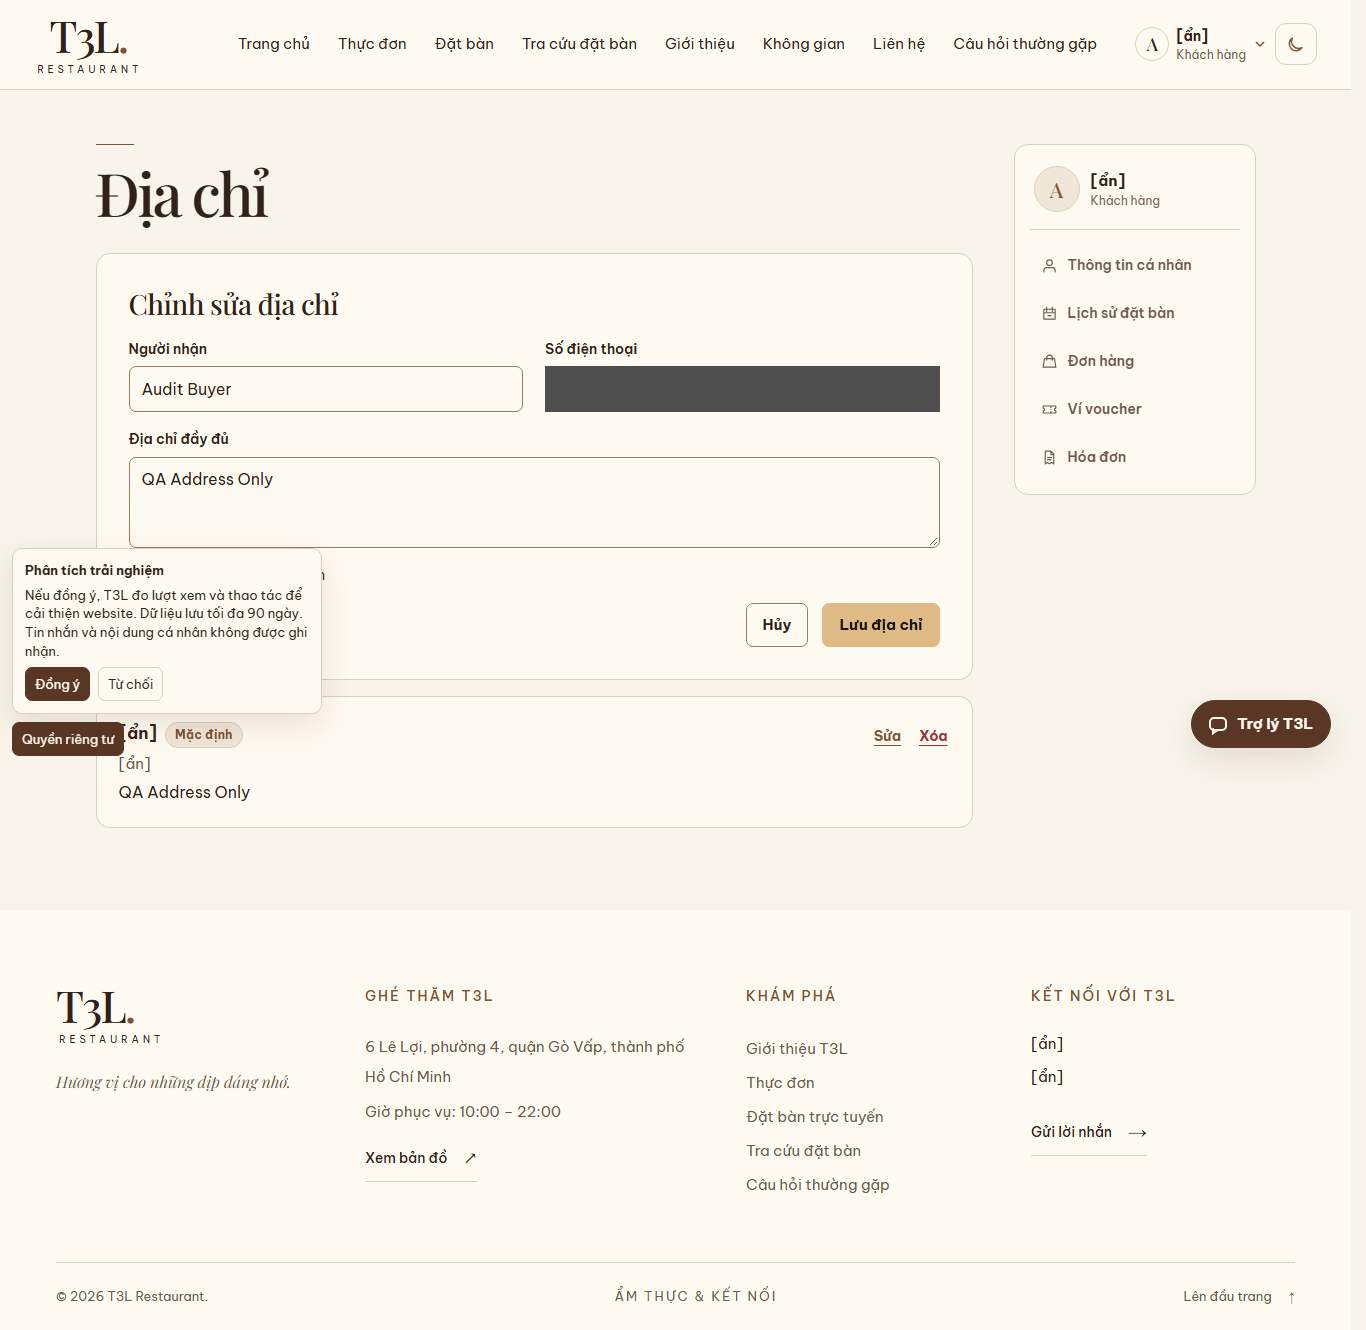 T3L.
RESTAURANT
Trang chủ
Thực đơn
Đặt bàn
Tra cứu đặt bàn
Giới thiệu
Không gian
Liên hệ
Câu hỏi thường gặp
A
[ẩn]
Khách hàng
Địa chỉ
Chỉnh sửa địa chỉ
Người nhận
Số điện thoại
Audit Buyer
Địa chỉ đầy đủ
QA Address Only
Hủy
Lưu địa chỉ
Phân tích trải nghiệm
Nếu đồng ý, T3L đo lượt xem và thao tác để
cải thiện website. Dữ liệu lưu tối đa 90 ngày.
Tin nhắn và nội dung cá nhân không được ghi
nhận.
Đồng ý
Từ chối
Quyền riêng tư
[ẩn]
Mặc định
Sửa
Xóa
[ẩn]
QA Address Only
A
[ẩn]
Khách hàng
Thông tin cá nhân
Lịch sử đặt bàn
Đơn hàng
Ví voucher
Hóa đơn
Trợ lý T3L
T3L.
RESTAURANT
Hương vị cho những dịp đáng nhớ.
GHÉ THĂM T3L
6 Lê Lợi, phường 4, quận Gò Vấp, thành phố
Hồ Chí Minh
Giờ phục vụ: 10:00 – 22:00
Xem bản đồ ↗
KHÁM PHÁ
Giới thiệu T3L
Thực đơn
Đặt bàn trực tuyến
Tra cứu đặt bàn
Câu hỏi thường gặp
KẾT NỐI VỚI T3L
[ẩn]
[ẩn]
Gửi lời nhắn →
© 2026 T3L Restaurant.
ẨM THỰC & KẾT NỐI
Lên đầu trang ↑